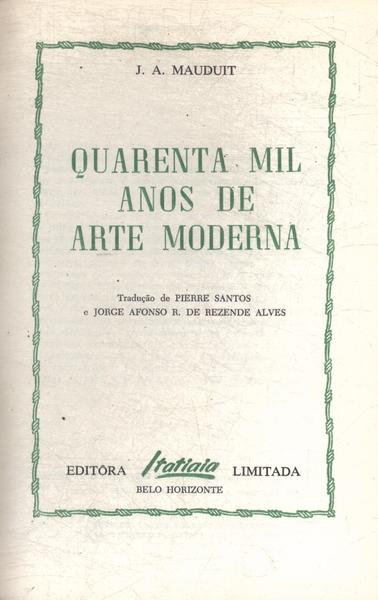 J. A. MAUDUIT
QUARENTA MIL
ANOS DE
ARTE MODERNA
Tradução de PIERRE SANTOS
e JORGE AFONSO R. DE REZENDE ALVES
EDITÔRA Itatiaia LIMITADA
BELO HORIZONTE